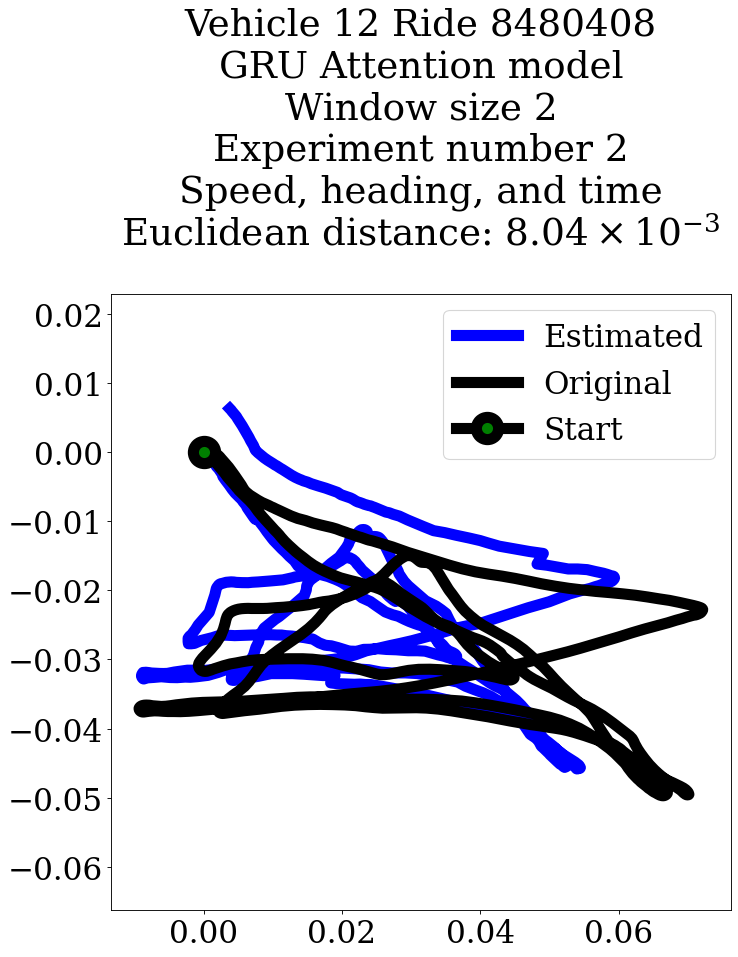 Vehicle 12 Ride 8480408
GRU Attention model
Window size 2
Experiment number 2
Speed, heading, and time
Euclidean distance: 8.04 × 10⁻³
0.02
0.01
0.00
−0.01
−0.02
−0.03
−0.04
−0.05
−0.06
Estimated
Original
Start
0.00 0.02 0.04 0.06